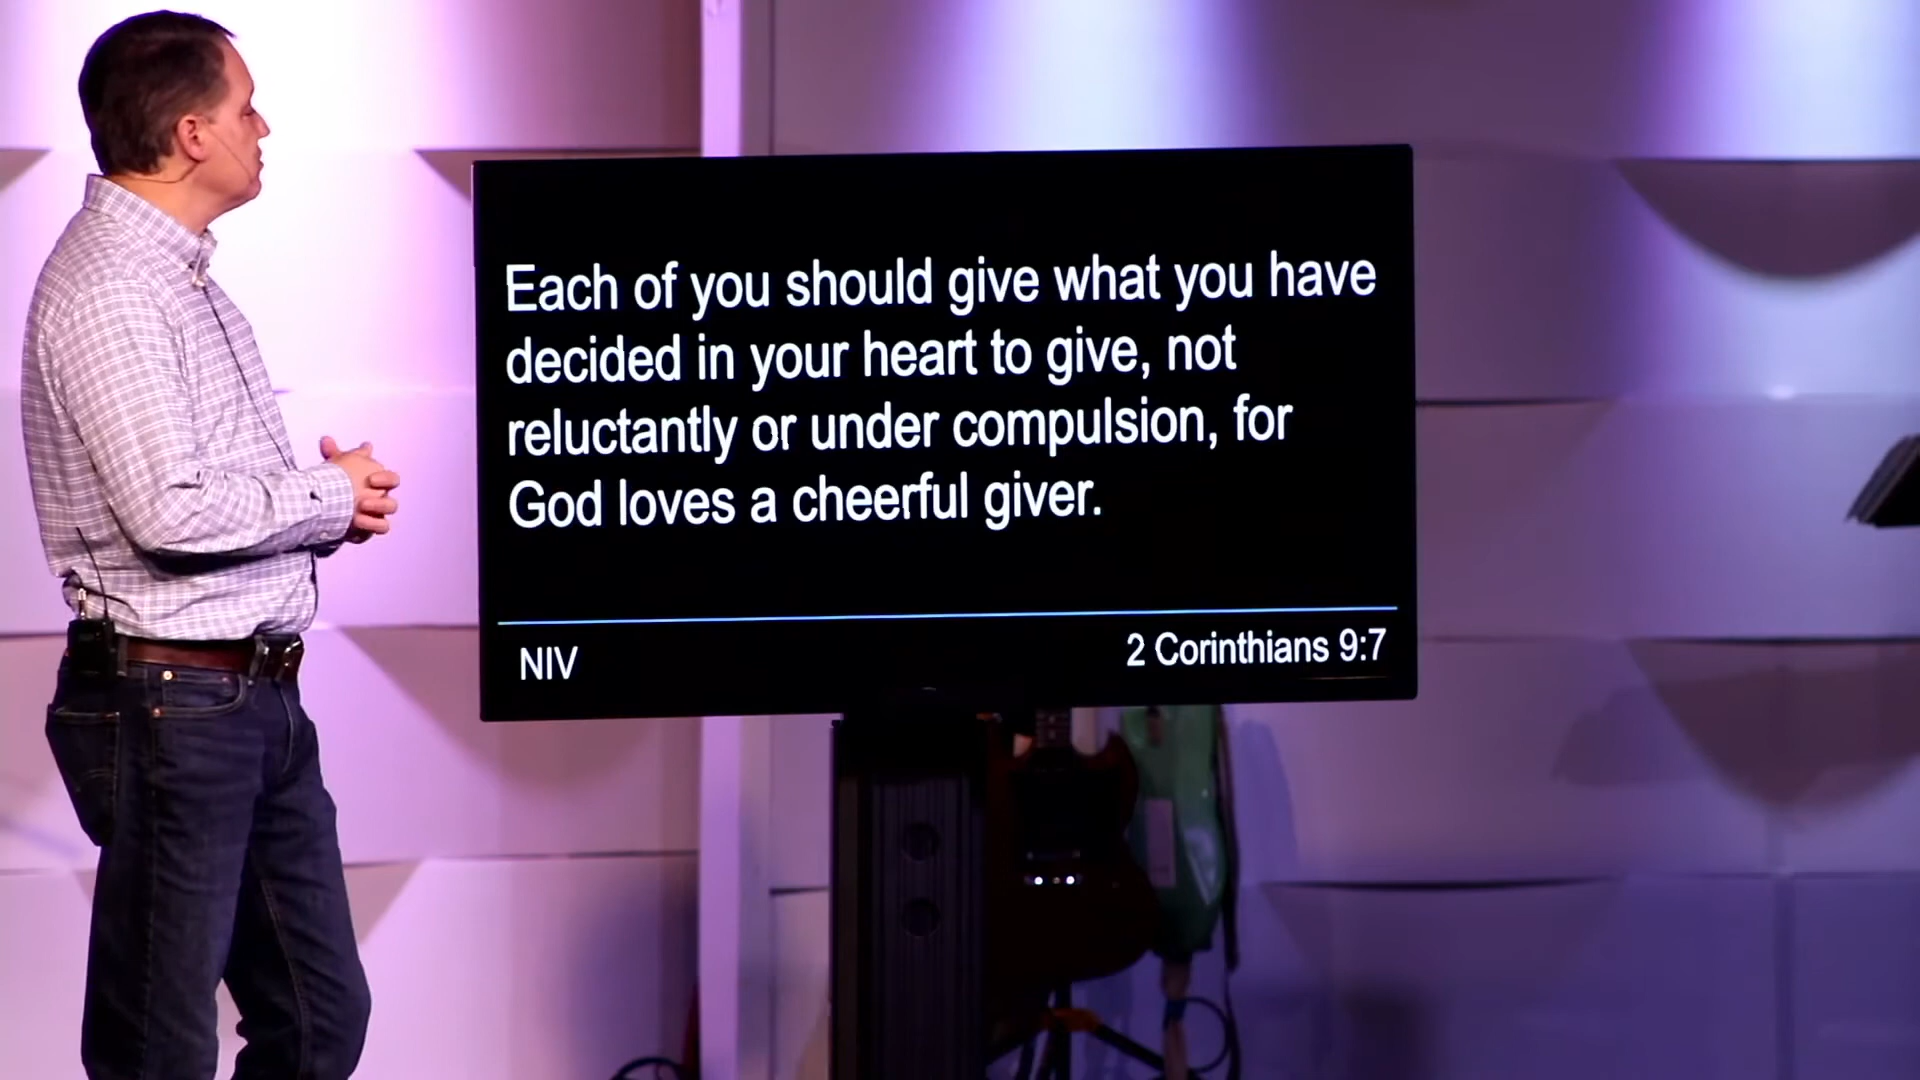 Each of you should give what you have
decided in your heart to give, not
reluctantly or under compulsion, for
God loves a cheerful giver.
NIV
2 Corinthians 9:7